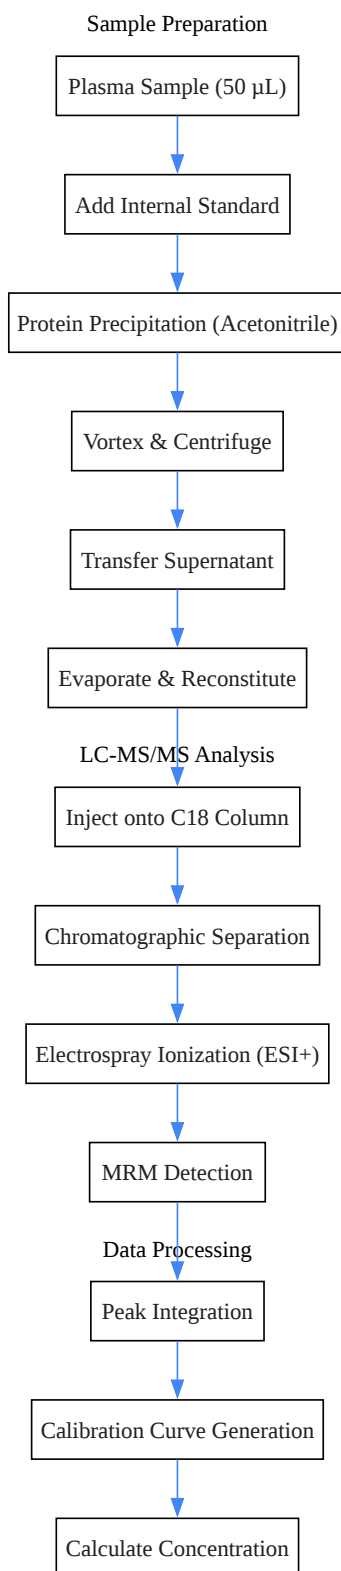 Sample Preparation
Plasma Sample (50 µL)
Add Internal Standard
Protein Precipitation (Acetonitrile)
Vortex & Centrifuge
Transfer Supernatant
Evaporate & Reconstitute
LC-MS/MS Analysis
Inject onto C18 Column
Chromatographic Separation
Electrospray Ionization (ESI+)
MRM Detection
Data Processing
Peak Integration
Calibration Curve Generation
Calculate Concentration